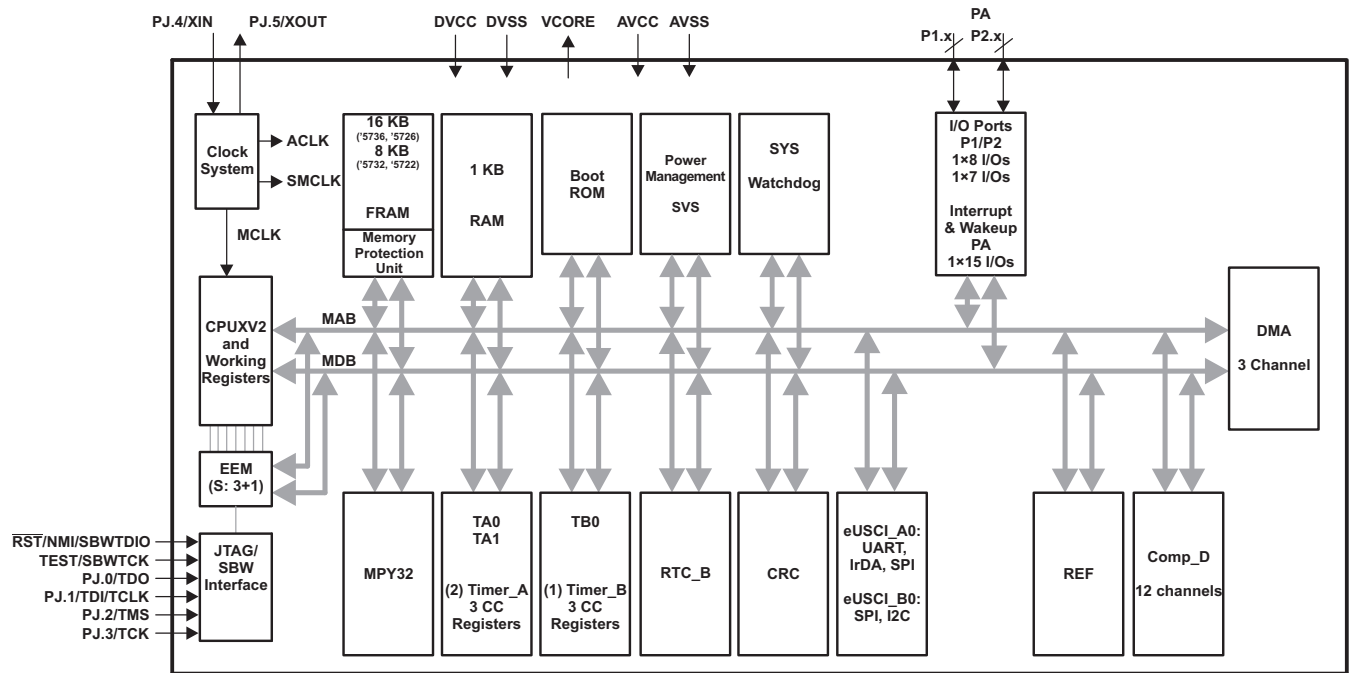 PJ.4/XIN
PJ.5/XOUT
DVCC
DVSS
VCORE
AVCC
AVSS
PA
P1.x
P2.x
Clock
System
ACLK
SMCLK
MCLK
16 KB
('5736, '5726)
8 KB
('5732, '5722)
FRAM
Memory
Protection
Unit
1 KB
RAM
Boot
ROM
Power
Management
SVS
SYS
Watchdog
I/O Ports
P1/P2
1×8 I/Os
1×7 I/Os
Interrupt
& Wakeup
PA
1×15 I/Os
CPUXV2
and
Working
Registers
MAB
MDB
DMA
3 Channel
EEM
(S: 3+1)
RST/NMI/SBWTDIO
TEST/SBWTCK
PJ.0/TDO
PJ.1/TDI/TCLK
PJ.2/TMS
PJ.3/TCK
JTAG/
SBW
Interface
MPY32
TA0
TA1
(2) Timer_A
3 CC
Registers
TB0
(1) Timer_B
3 CC
Registers
RTC_B
CRC
eUSCI_A0:
UART,
IrDA, SPI
eUSCI_B0:
SPI, I2C
REF
Comp_D
12 channels